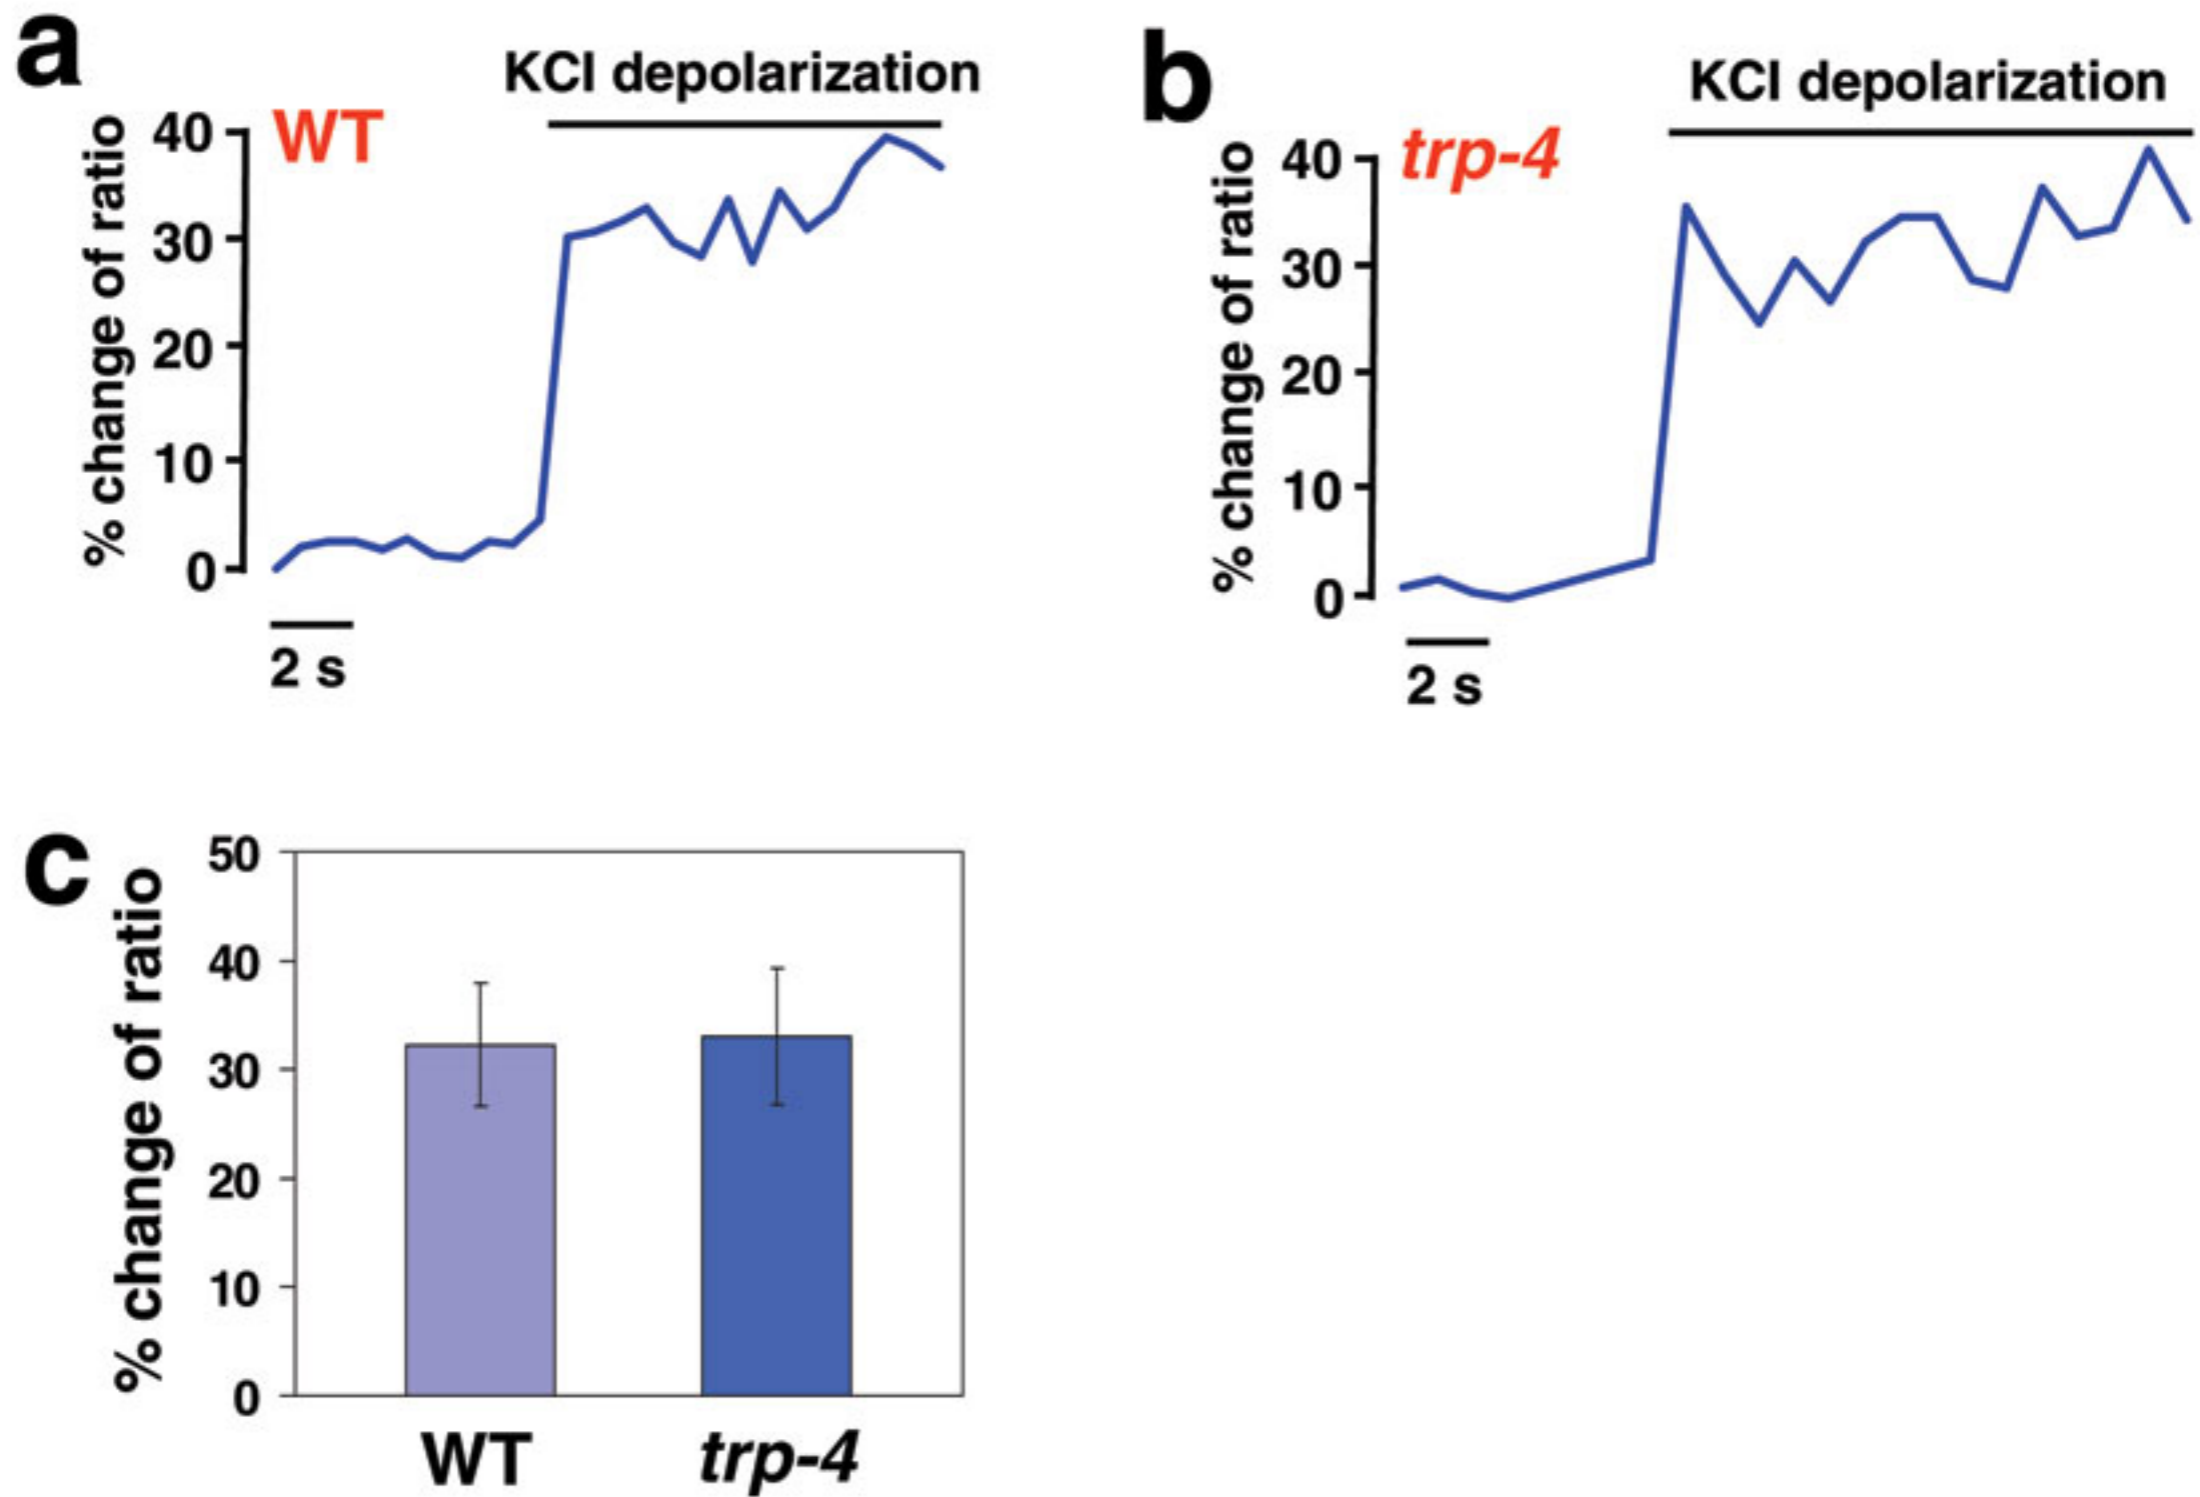 a
KCl depolarization
WT
% change of ratio
40
30
20
10
0
2 s
b
KCl depolarization
trp-4
% change of ratio
40
30
20
10
0
2 s
c
% change of ratio
50
40
30
20
10
0
WT
trp-4